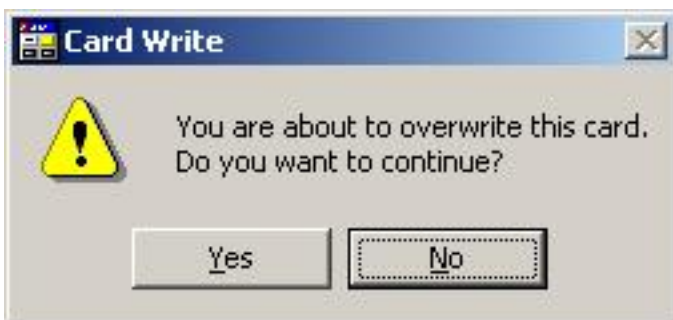 Card Write
You are about to overwrite this card.
Do you want to continue?
Yes
No